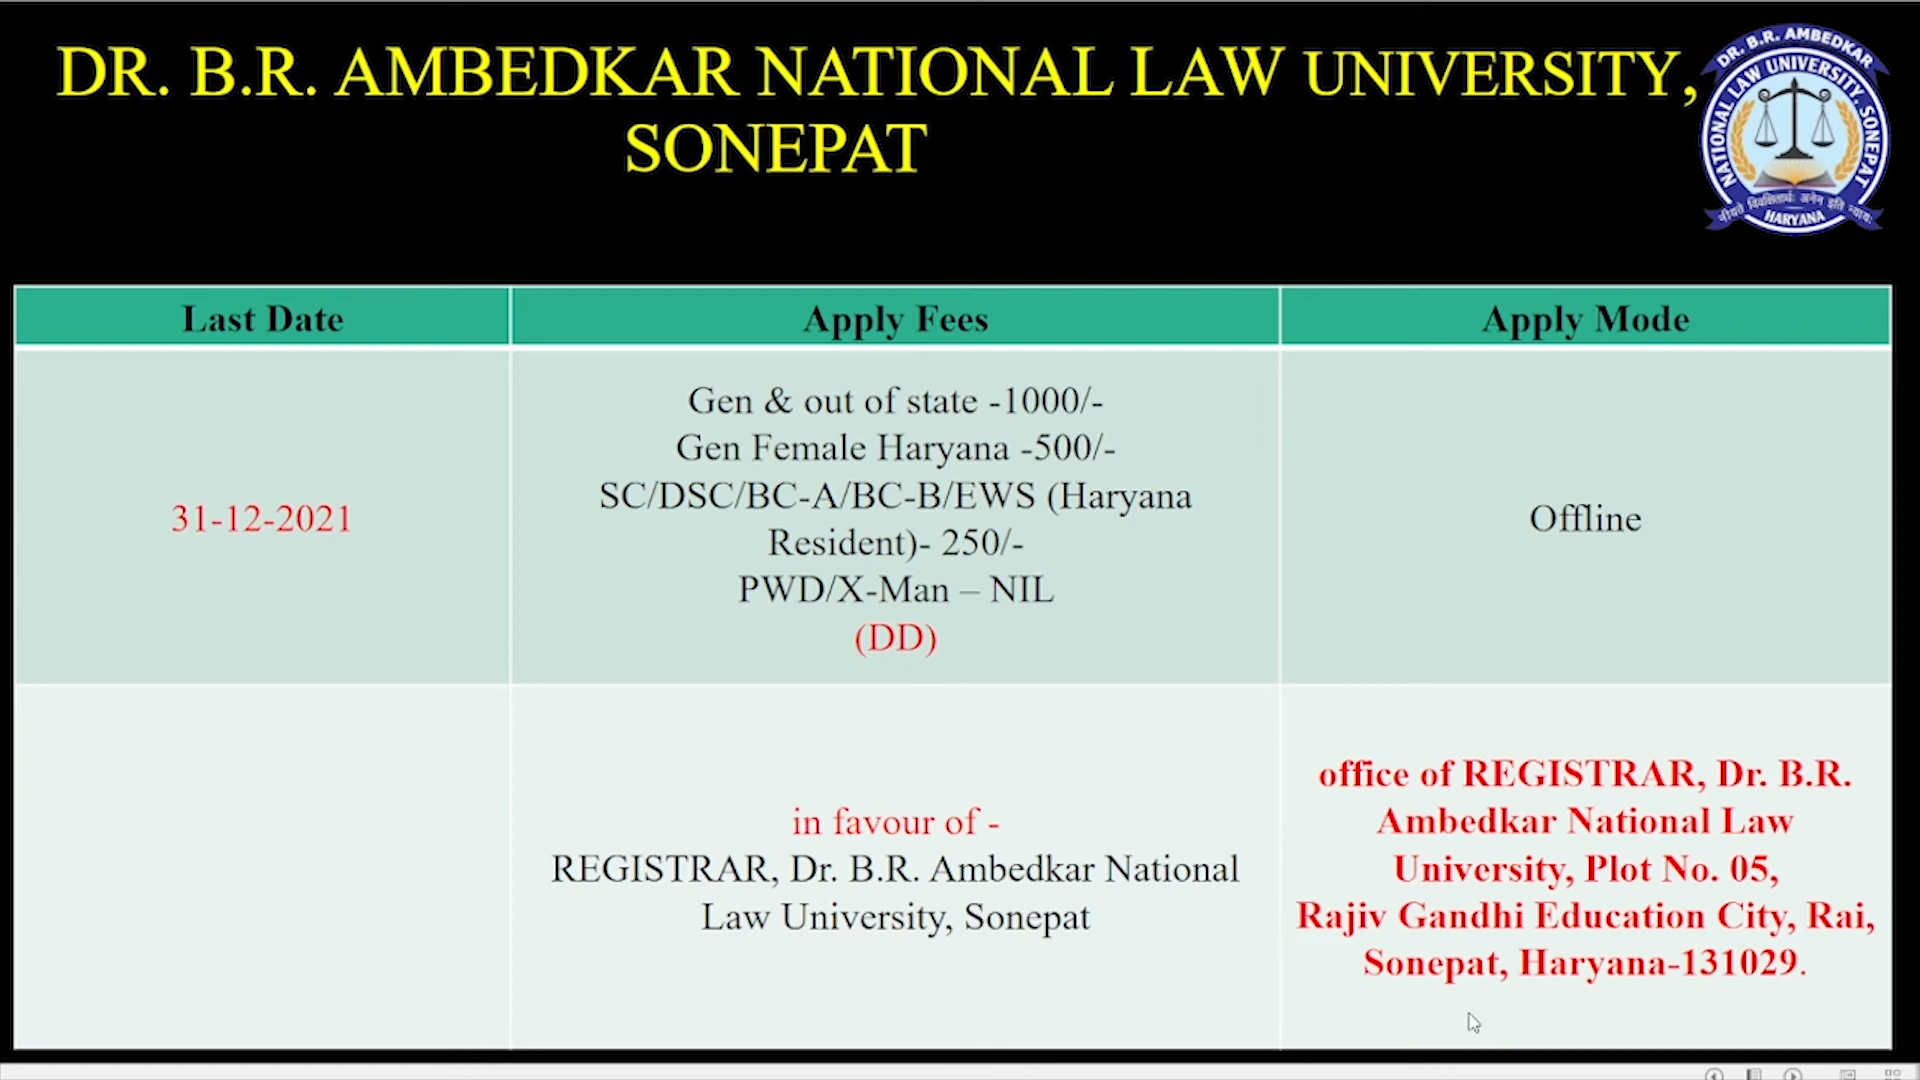 DR. B.R. AMBEDKAR NATIONAL LAW UNIVERSITY,
SONEPAT
DR. B.R. AMBEDKAR
NATIONAL LAW UNIVERSITY, SONEPAT
HARYANA
Last Date
Apply Fees
Apply Mode
31-12-2021
Gen & out of state -1000/-
Gen Female Haryana -500/-
SC/DSC/BC-A/BC-B/EWS (Haryana
Resident)- 250/-
PWD/X-Man – NIL
(DD)
Offline
in favour of -
REGISTRAR, Dr. B.R. Ambedkar National
Law University, Sonepat
office of REGISTRAR, Dr. B.R.
Ambedkar National Law
University, Plot No. 05,
Rajiv Gandhi Education City, Rai,
Sonepat, Haryana-131029.